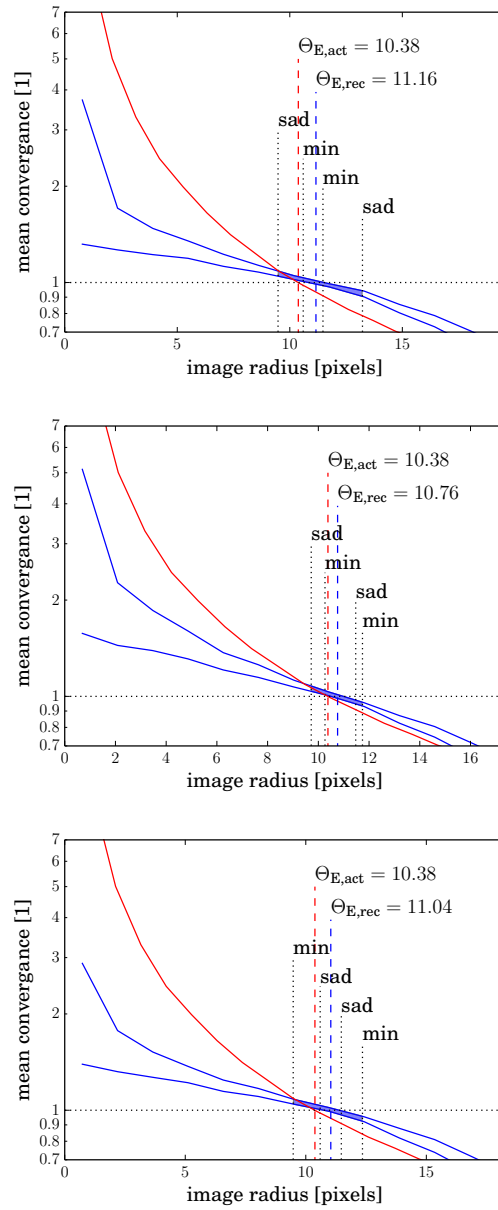 7
6
5
4
3
2
1
0.9
0.8
0.7
mean convergance [1]
Θ_E,act = 10.38
Θ_E,rec = 11.16
sad
min
min
sad
0 5 10 15
image radius [pixels]
7
6
5
4
3
2
1
0.9
0.8
0.7
mean convergance [1]
Θ_E,act = 10.38
Θ_E,rec = 10.76
sad
min
sad
min
0 2 4 6 8 10 12 14 16
image radius [pixels]
7
6
5
4
3
2
1
0.9
0.8
0.7
mean convergance [1]
Θ_E,act = 10.38
Θ_E,rec = 11.04
min
sad
sad
min
0 5 10 15
image radius [pixels]